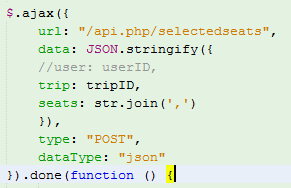 $.ajax({
url: "/api.php/selectedseats",
data: JSON.stringify({
//user: userID,
trip: tripID,
seats: str.join(',')
}),
type: "POST",
dataType: "json"
}).done(function () {